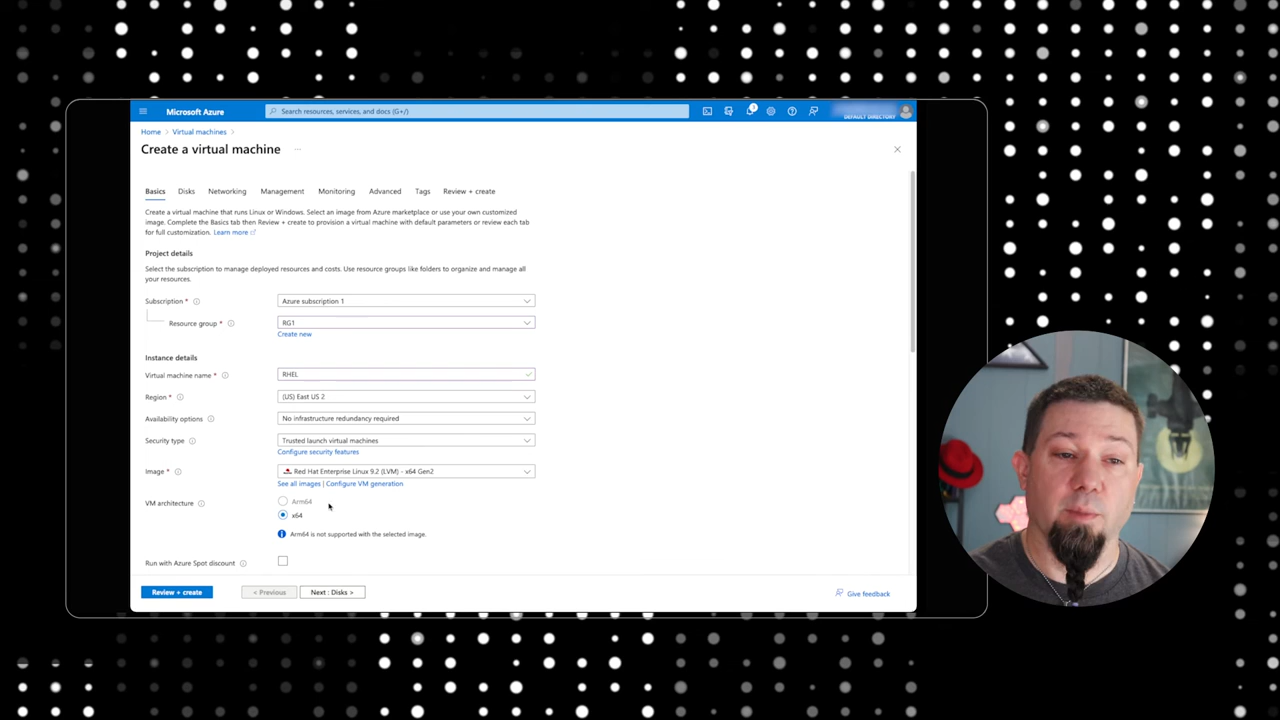 Microsoft Azure
Search resources, services, and docs (G+/)
1
DEFAULT DIRECTORY
Home > Virtual machines >
Create a virtual machine ...
Basics Disks Networking Management Monitoring Advanced Tags Review + create
Create a virtual machine that runs Linux or Windows. Select an image from Azure marketplace or use your own customized
image. Complete the Basics tab then Review + create to provision a virtual machine with default parameters or review each tab
for full customization. Learn more
Project details
Select the subscription to manage deployed resources and costs. Use resource groups like folders to organize and manage all
your resources.
Subscription * Azure subscription 1
Resource group * RG1
Create new
Instance details
Virtual machine name * RHEL
Region * (US) East US 2
Availability options No infrastructure redundancy required
Security type Trusted launch virtual machines
Configure security features
Image * Red Hat Enterprise Linux 9.2 (LVM) - x64 Gen2
See all images | Configure VM generation
VM architecture Arm64
x64
Arm64 is not supported with the selected image.
Run with Azure Spot discount
Review + create < Previous Next : Disks > Give feedback